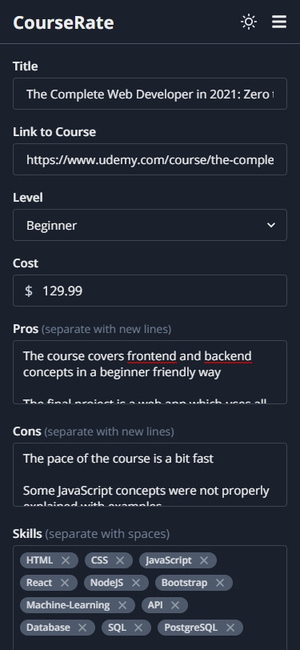 CourseRate
Title
The Complete Web Developer in 2021: Zero
Link to Course
https://www.udemy.com/course/the-comple
Level
Beginner
Cost
$ 129.99
Pros (separate with new lines)
The course covers frontend and backend
concepts in a beginner friendly way
The final project is a web app which uses all
Cons (separate with new lines)
The pace of the course is a bit fast
Some JavaScript concepts were not properly
explained with examples
Skills (separate with spaces)
HTML × CSS × JavaScript ×
React × NodeJS × Bootstrap ×
Machine-Learning × API ×
Database × SQL × PostgreSQL ×